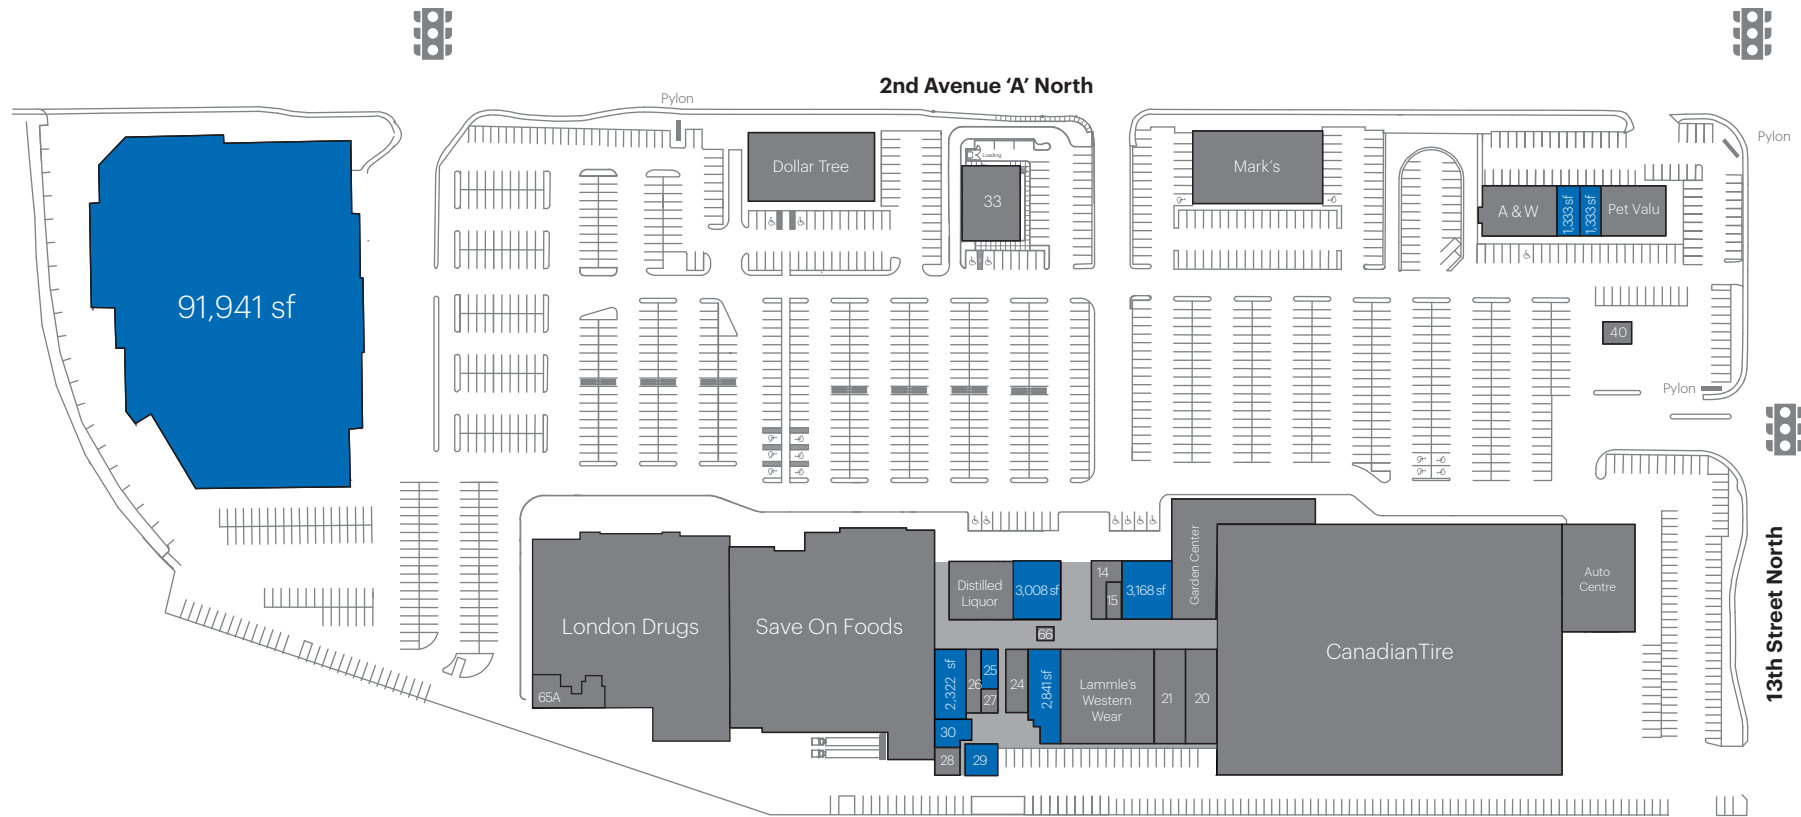 2nd Avenue ‘A’ North
Pylon
Pylon
Loading
Dollar Tree
33
Mark’s
A & W
1,333 sf
1,333 sf
Pet Valu
91,941 sf
40
Pylon
13th Street North
London Drugs
65A
Save On Foods
Distilled
Liquor
3,008 sf
14
15
3,168 sf
Garden Center
CanadianTire
Auto
Centre
66
2,322 sf
26
25
27
24
2,841 sf
Lammle’s
Western
Wear
21
20
30
28
29